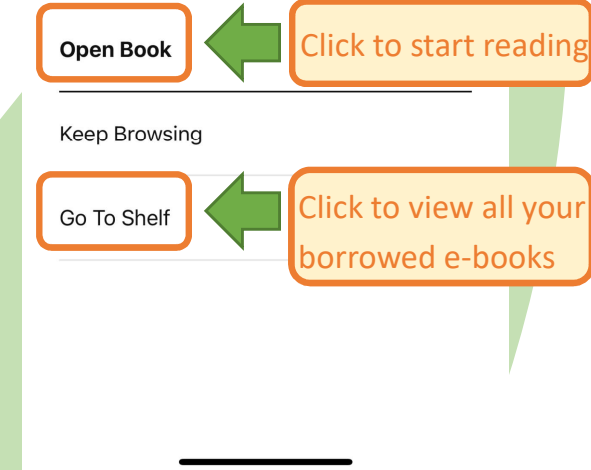 Open Book
Click to start reading
Keep Browsing
Go To Shelf
Click to view all your
borrowed e-books